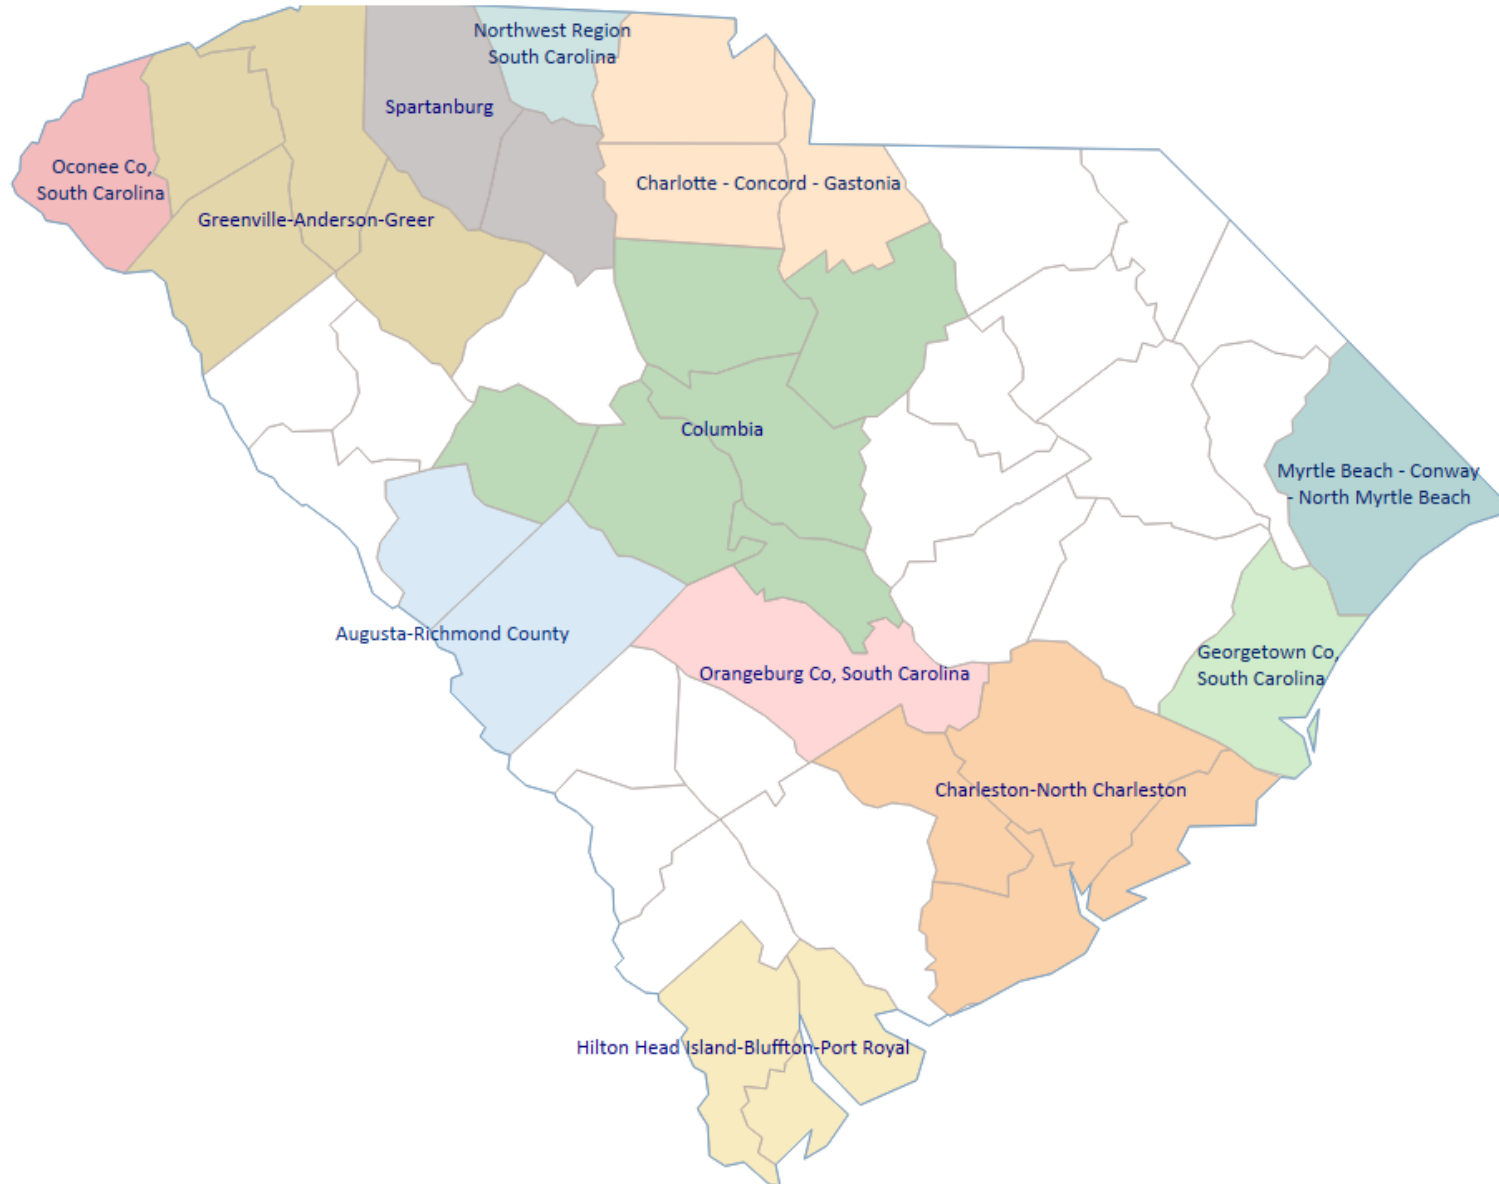 Northwest Region
South Carolina
Spartanburg
Oconee Co,
South Carolina
Charlotte - Concord - Gastonia
Greenville-Anderson-Greer
Columbia
Myrtle Beach - Conway
- North Myrtle Beach
Augusta-Richmond County
Georgetown Co,
South Carolina
Orangeburg Co, South Carolina
Charleston-North Charleston
Hilton Head Island-Bluffton-Port Royal